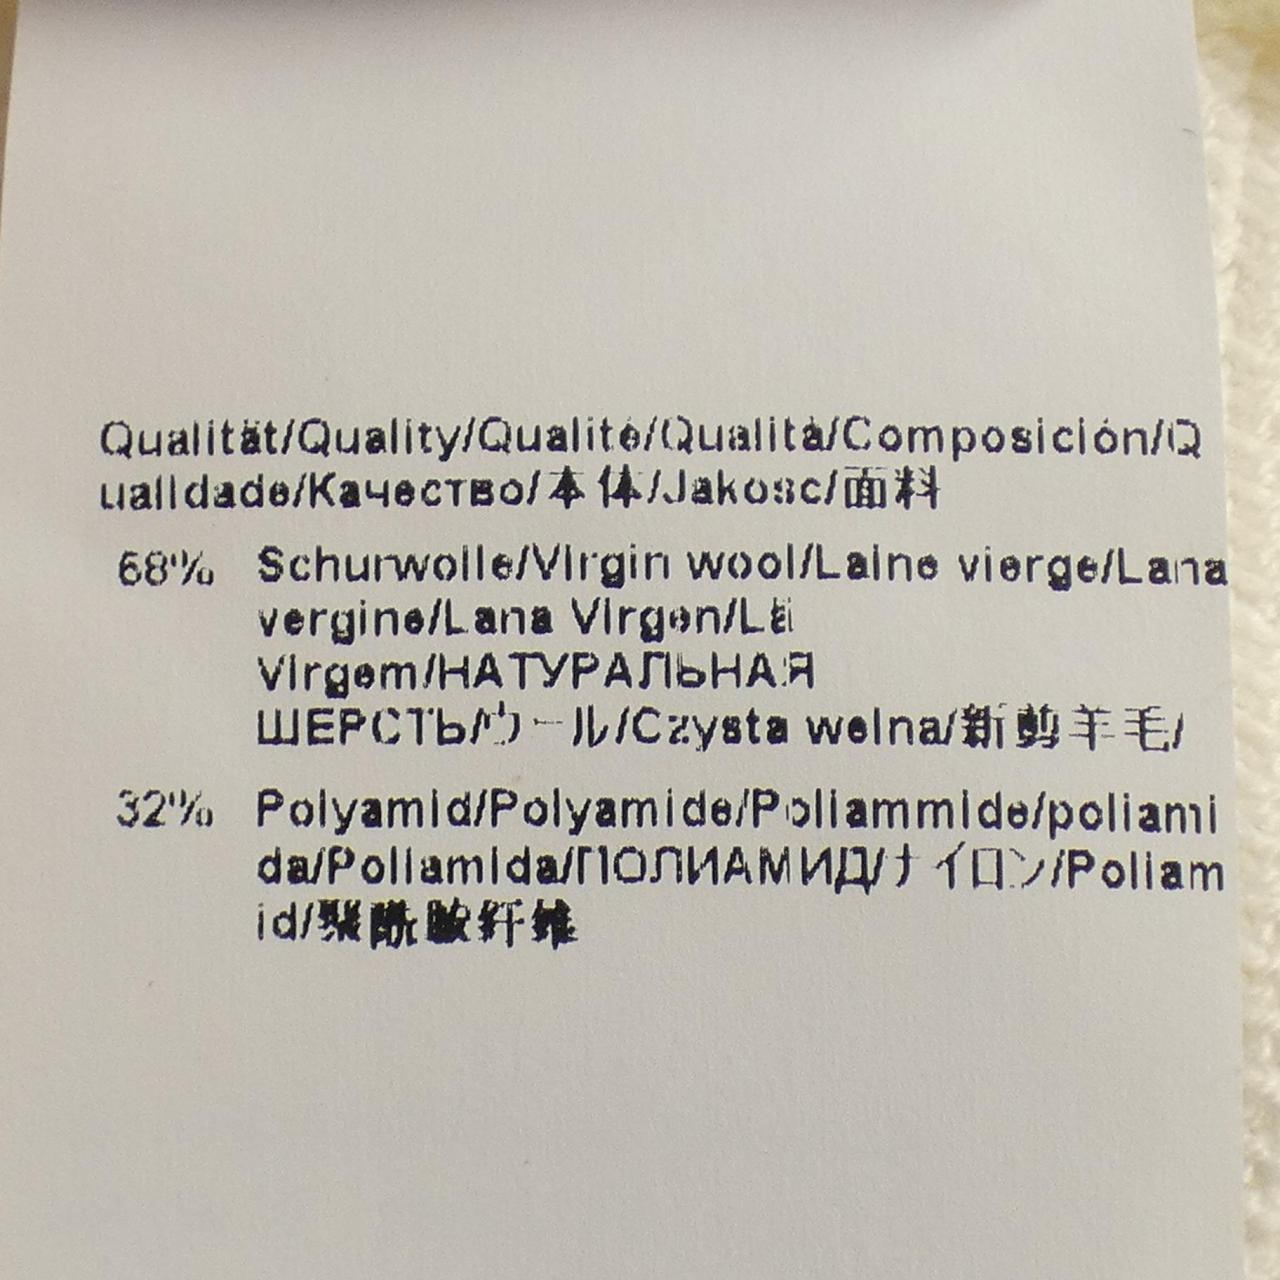 Qualität/Quality/Qualité/Qualità/Composición/Q
ualidade/Качество/本体/Jakosc/面料
68% Schurwolle/Virgin wool/Laine vierge/Lana
vergine/Lana Virgen/Lã
Virgem/НАТУРАЛЬНАЯ
ШЕРСТЬ/ウール/Czysta welna/新剪羊毛/
32% Polyamid/Polyamide/Poliammide/poliami
da/Poliamida/ПОЛИАМИД/ナイロン/Poliam
id/聚酰胺纤维